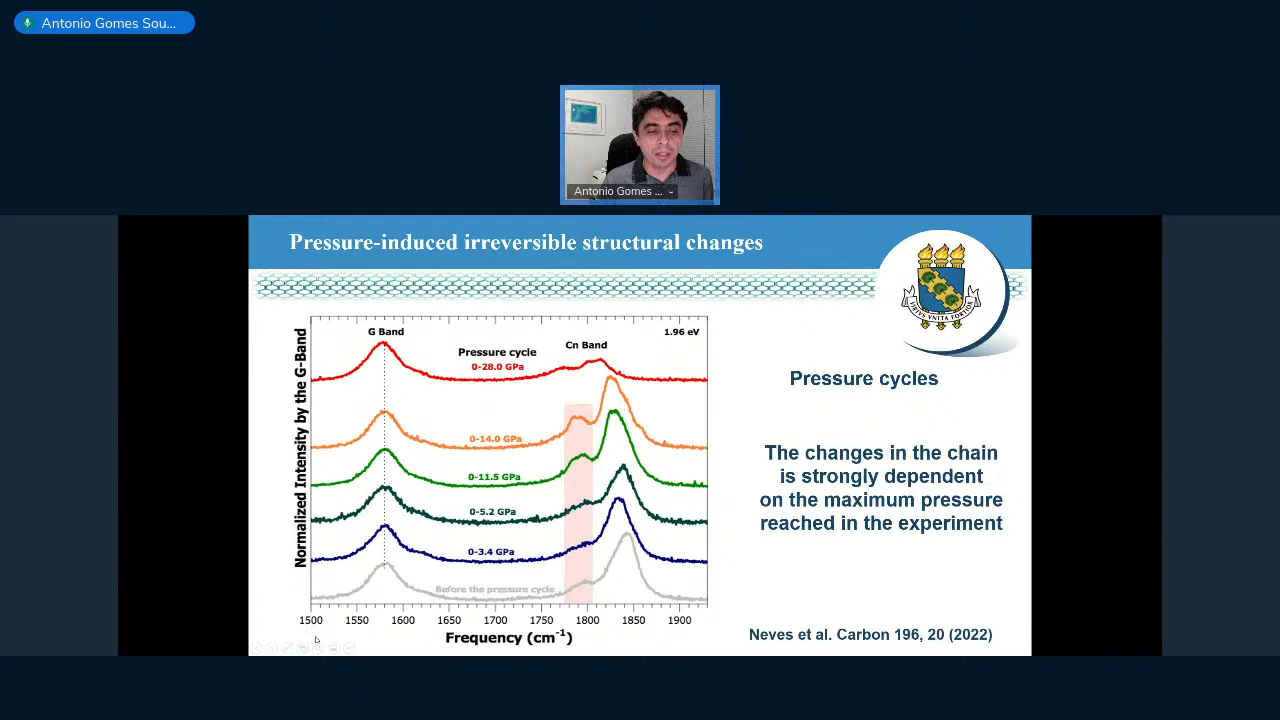 Antonio Gomes Sou...
Antonio Gomes ...
Pressure-induced irreversible structural changes
VIRTUS UNITA FORTIOR
G Band
Cn Band
1.96 eV
Pressure cycle
0-28.0 GPa
0-14.0 GPa
0-11.5 GPa
0-5.2 GPa
0-3.4 GPa
Before the pressure cycle
Normalized Intensity by the G-Band
1500 1550 1600 1650 1700 1750 1800 1850 1900
Frequency (cm⁻¹)
Pressure cycles
The changes in the chain
is strongly dependent
on the maximum pressure
reached in the experiment
Neves et al. Carbon 196, 20 (2022)